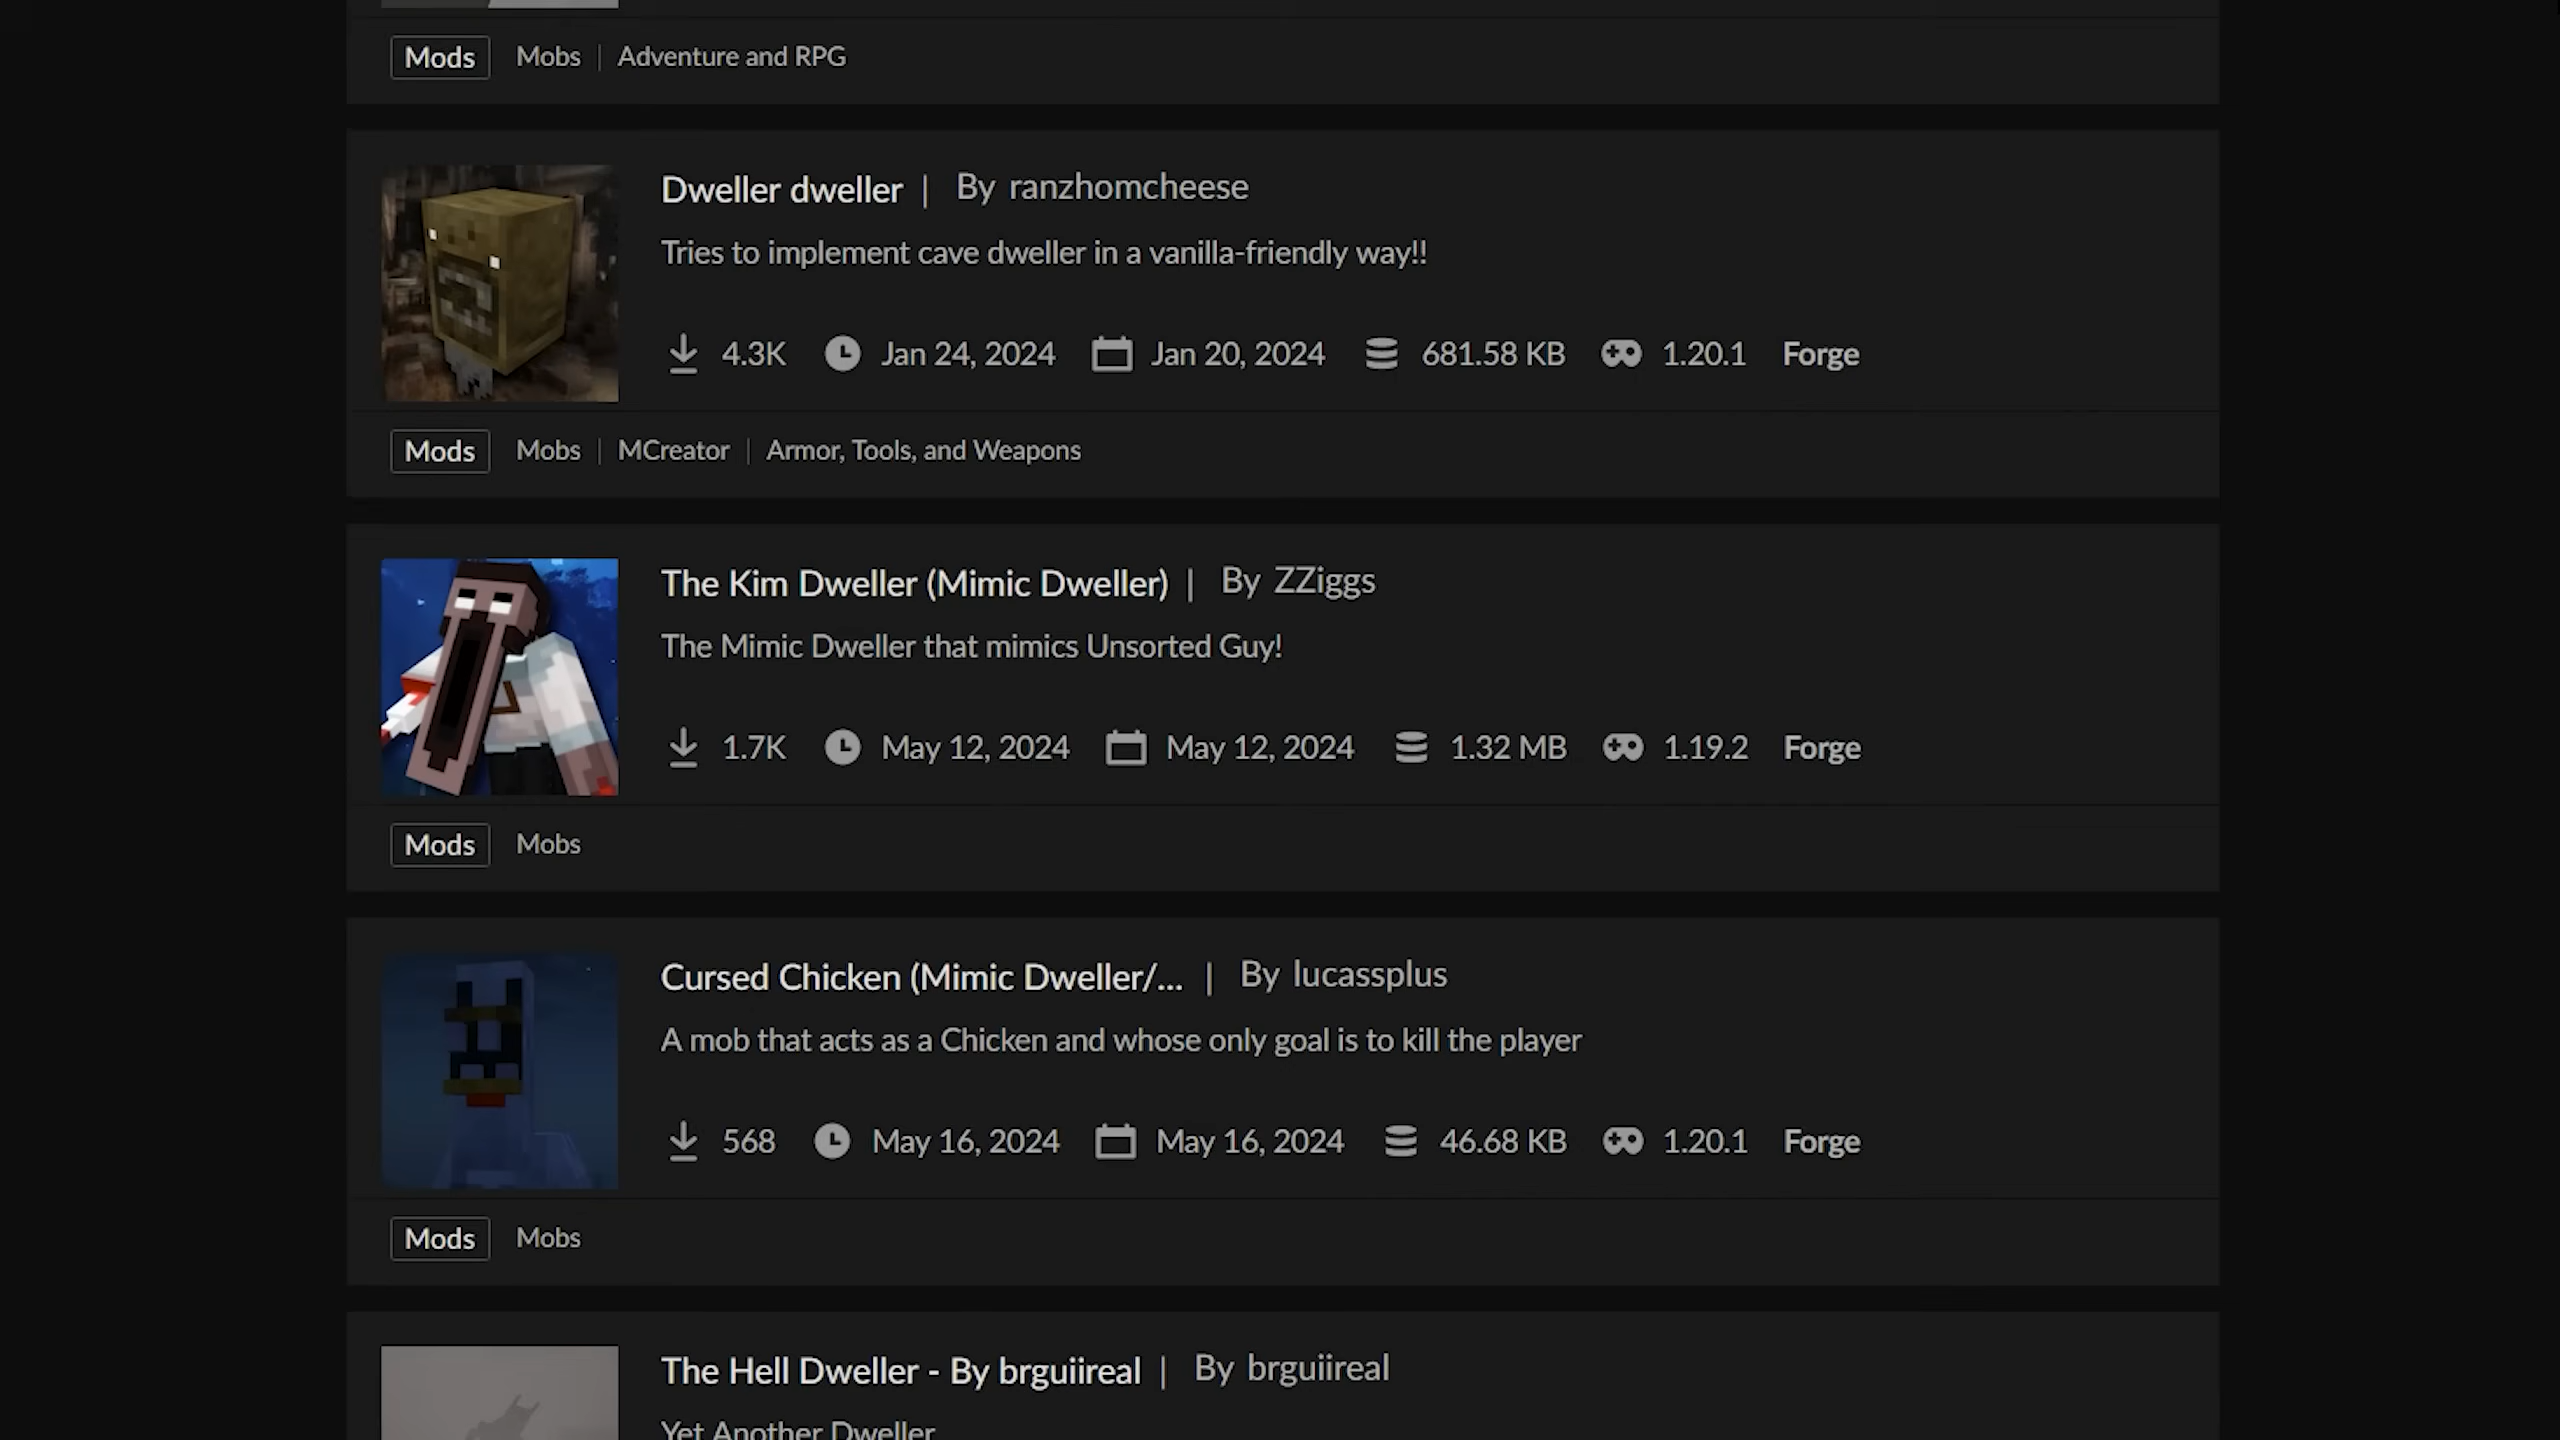 Mods Mobs | Adventure and RPG
Dweller dweller | By ranzhomcheese
Tries to implement cave dweller in a vanilla-friendly way!!
4.3K Jan 24, 2024 Jan 20, 2024 681.58 KB 1.20.1 Forge
Mods Mobs | MCreator | Armor, Tools, and Weapons
The Kim Dweller (Mimic Dweller) | By ZZiggs
The Mimic Dweller that mimics Unsorted Guy!
1.7K May 12, 2024 May 12, 2024 1.32 MB 1.19.2 Forge
Mods Mobs
Cursed Chicken (Mimic Dweller/... | By lucassplus
A mob that acts as a Chicken and whose only goal is to kill the player
568 May 16, 2024 May 16, 2024 46.68 KB 1.20.1 Forge
Mods Mobs
The Hell Dweller - By brguiireal | By brguiireal
Yet Another Dweller